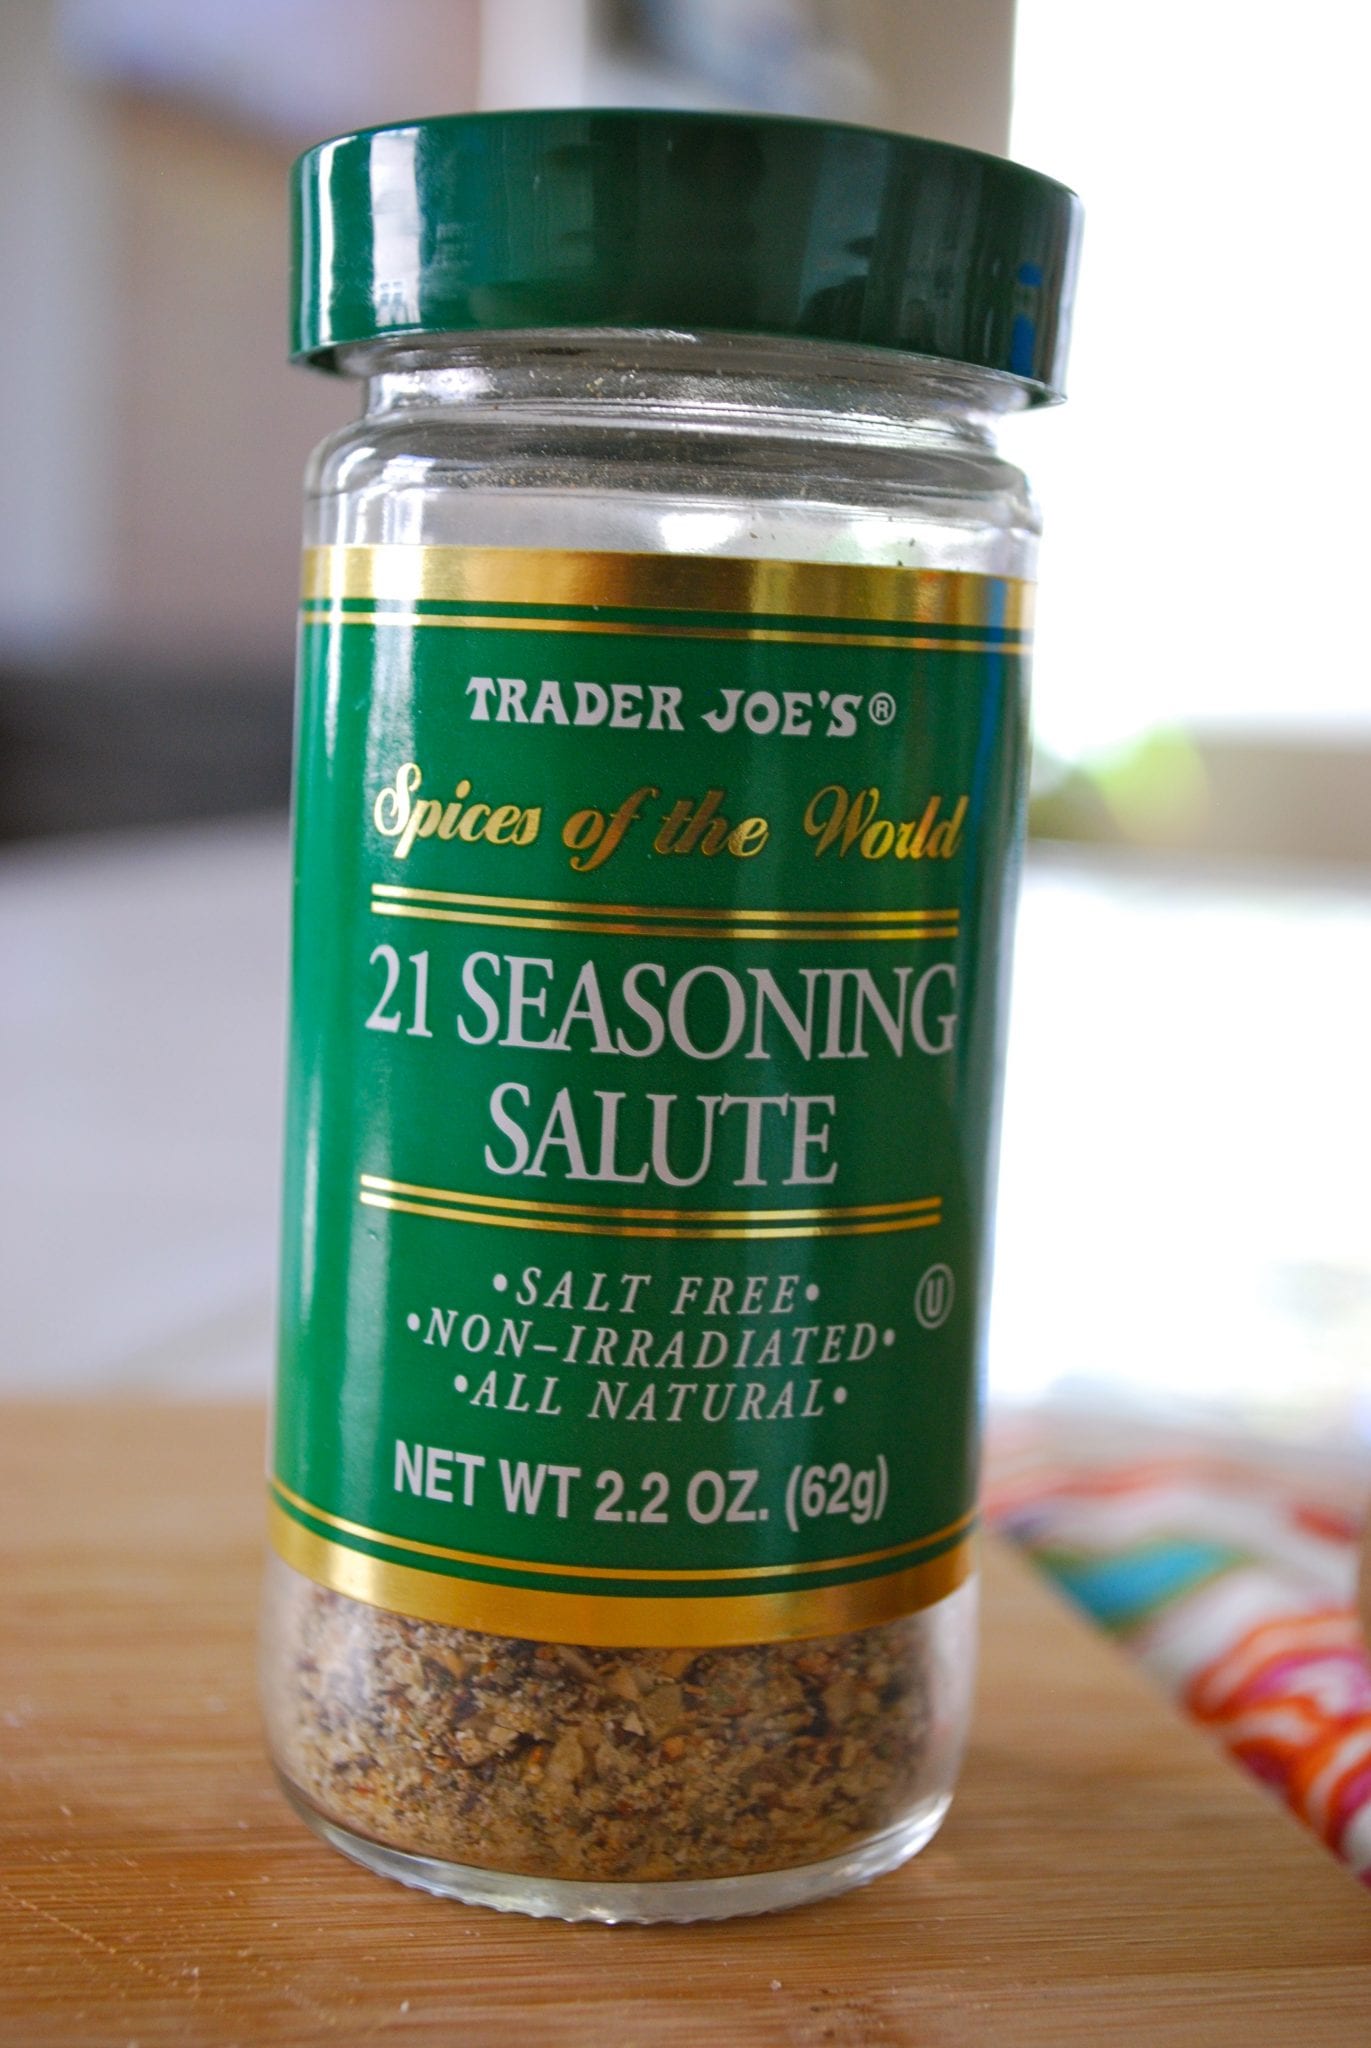 TRADER JOE'S®
Spices of the World
21 SEASONING
SALUTE
•SALT FREE•
U
•NON-IRRADIATED•
•ALL NATURAL•
NET WT 2.2 OZ. (62g)